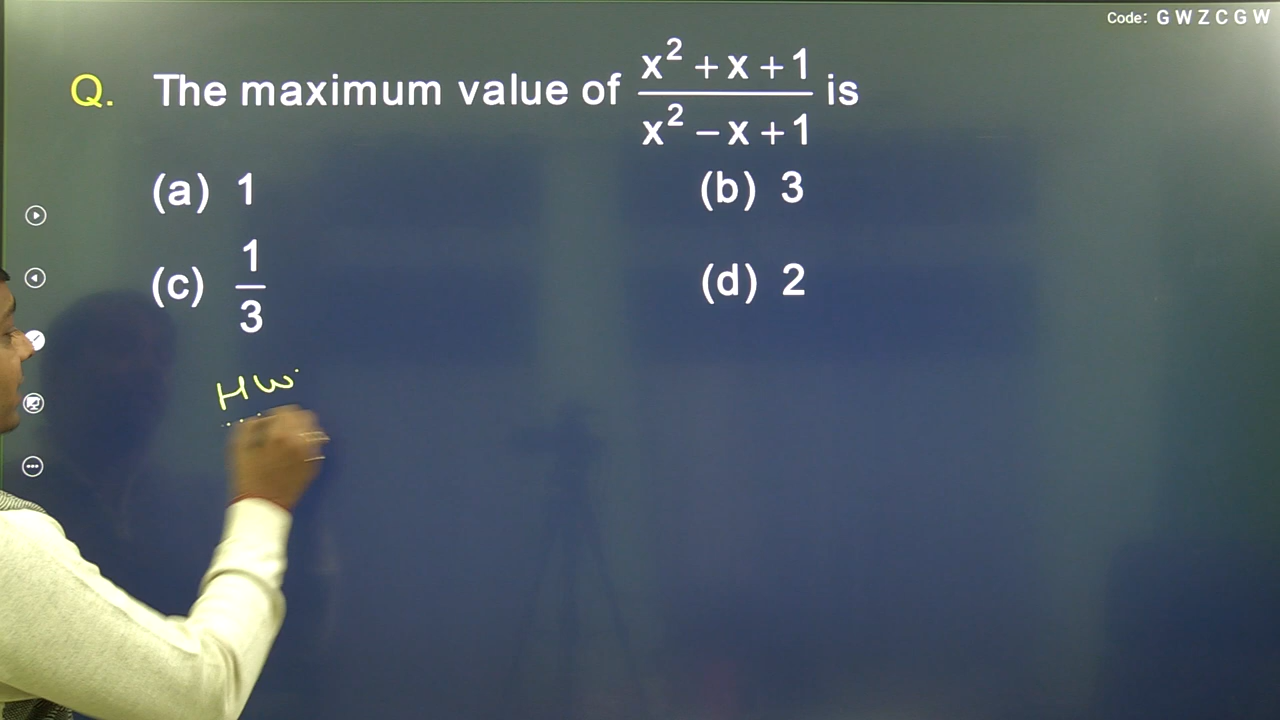 Code: G W Z C G W
Q. The maximum value of (x² + x + 1)/(x² − x + 1) is
(a) 1 (b) 3
(c) 1/3 (d) 2
HW.